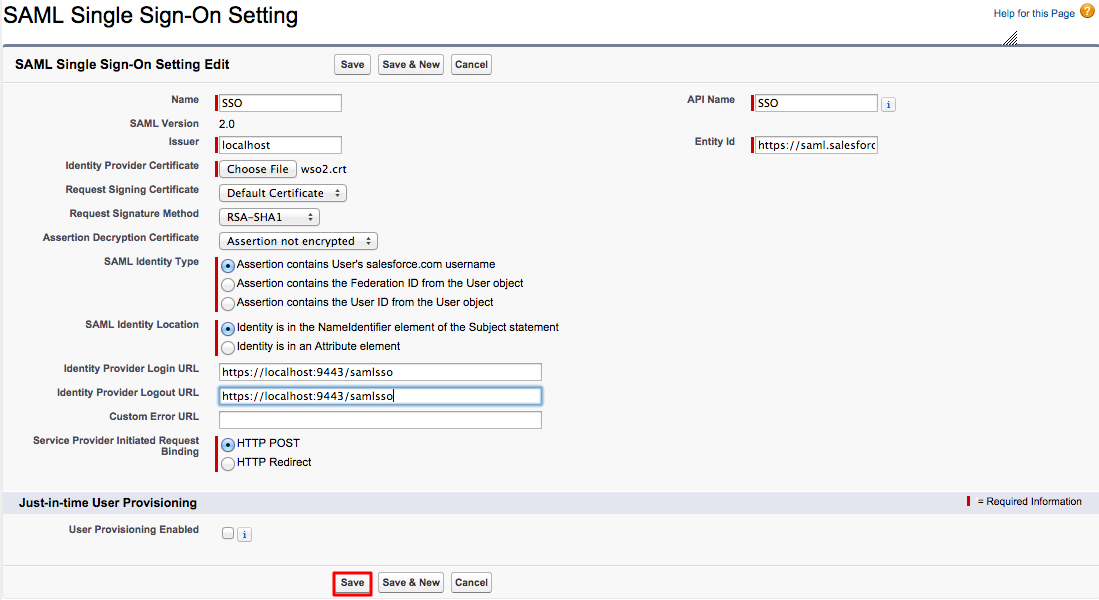 SAML Single Sign-On Setting
Help for this Page ?
SAML Single Sign-On Setting Edit Save Save & New Cancel
Name SSO API Name SSO i
SAML Version 2.0
Issuer localhost Entity Id https://saml.salesforc
Identity Provider Certificate Choose File wso2.crt
Request Signing Certificate Default Certificate
Request Signature Method RSA-SHA1
Assertion Decryption Certificate Assertion not encrypted
SAML Identity Type Assertion contains User's salesforce.com username
Assertion contains the Federation ID from the User object
Assertion contains the User ID from the User object
SAML Identity Location Identity is in the NameIdentifier element of the Subject statement
Identity is in an Attribute element
Identity Provider Login URL https://localhost:9443/samlsso
Identity Provider Logout URL https://localhost:9443/samlsso
Custom Error URL
Service Provider Initiated Request HTTP POST
Binding HTTP Redirect
Just-in-time User Provisioning = Required Information
User Provisioning Enabled i
Save Save & New Cancel